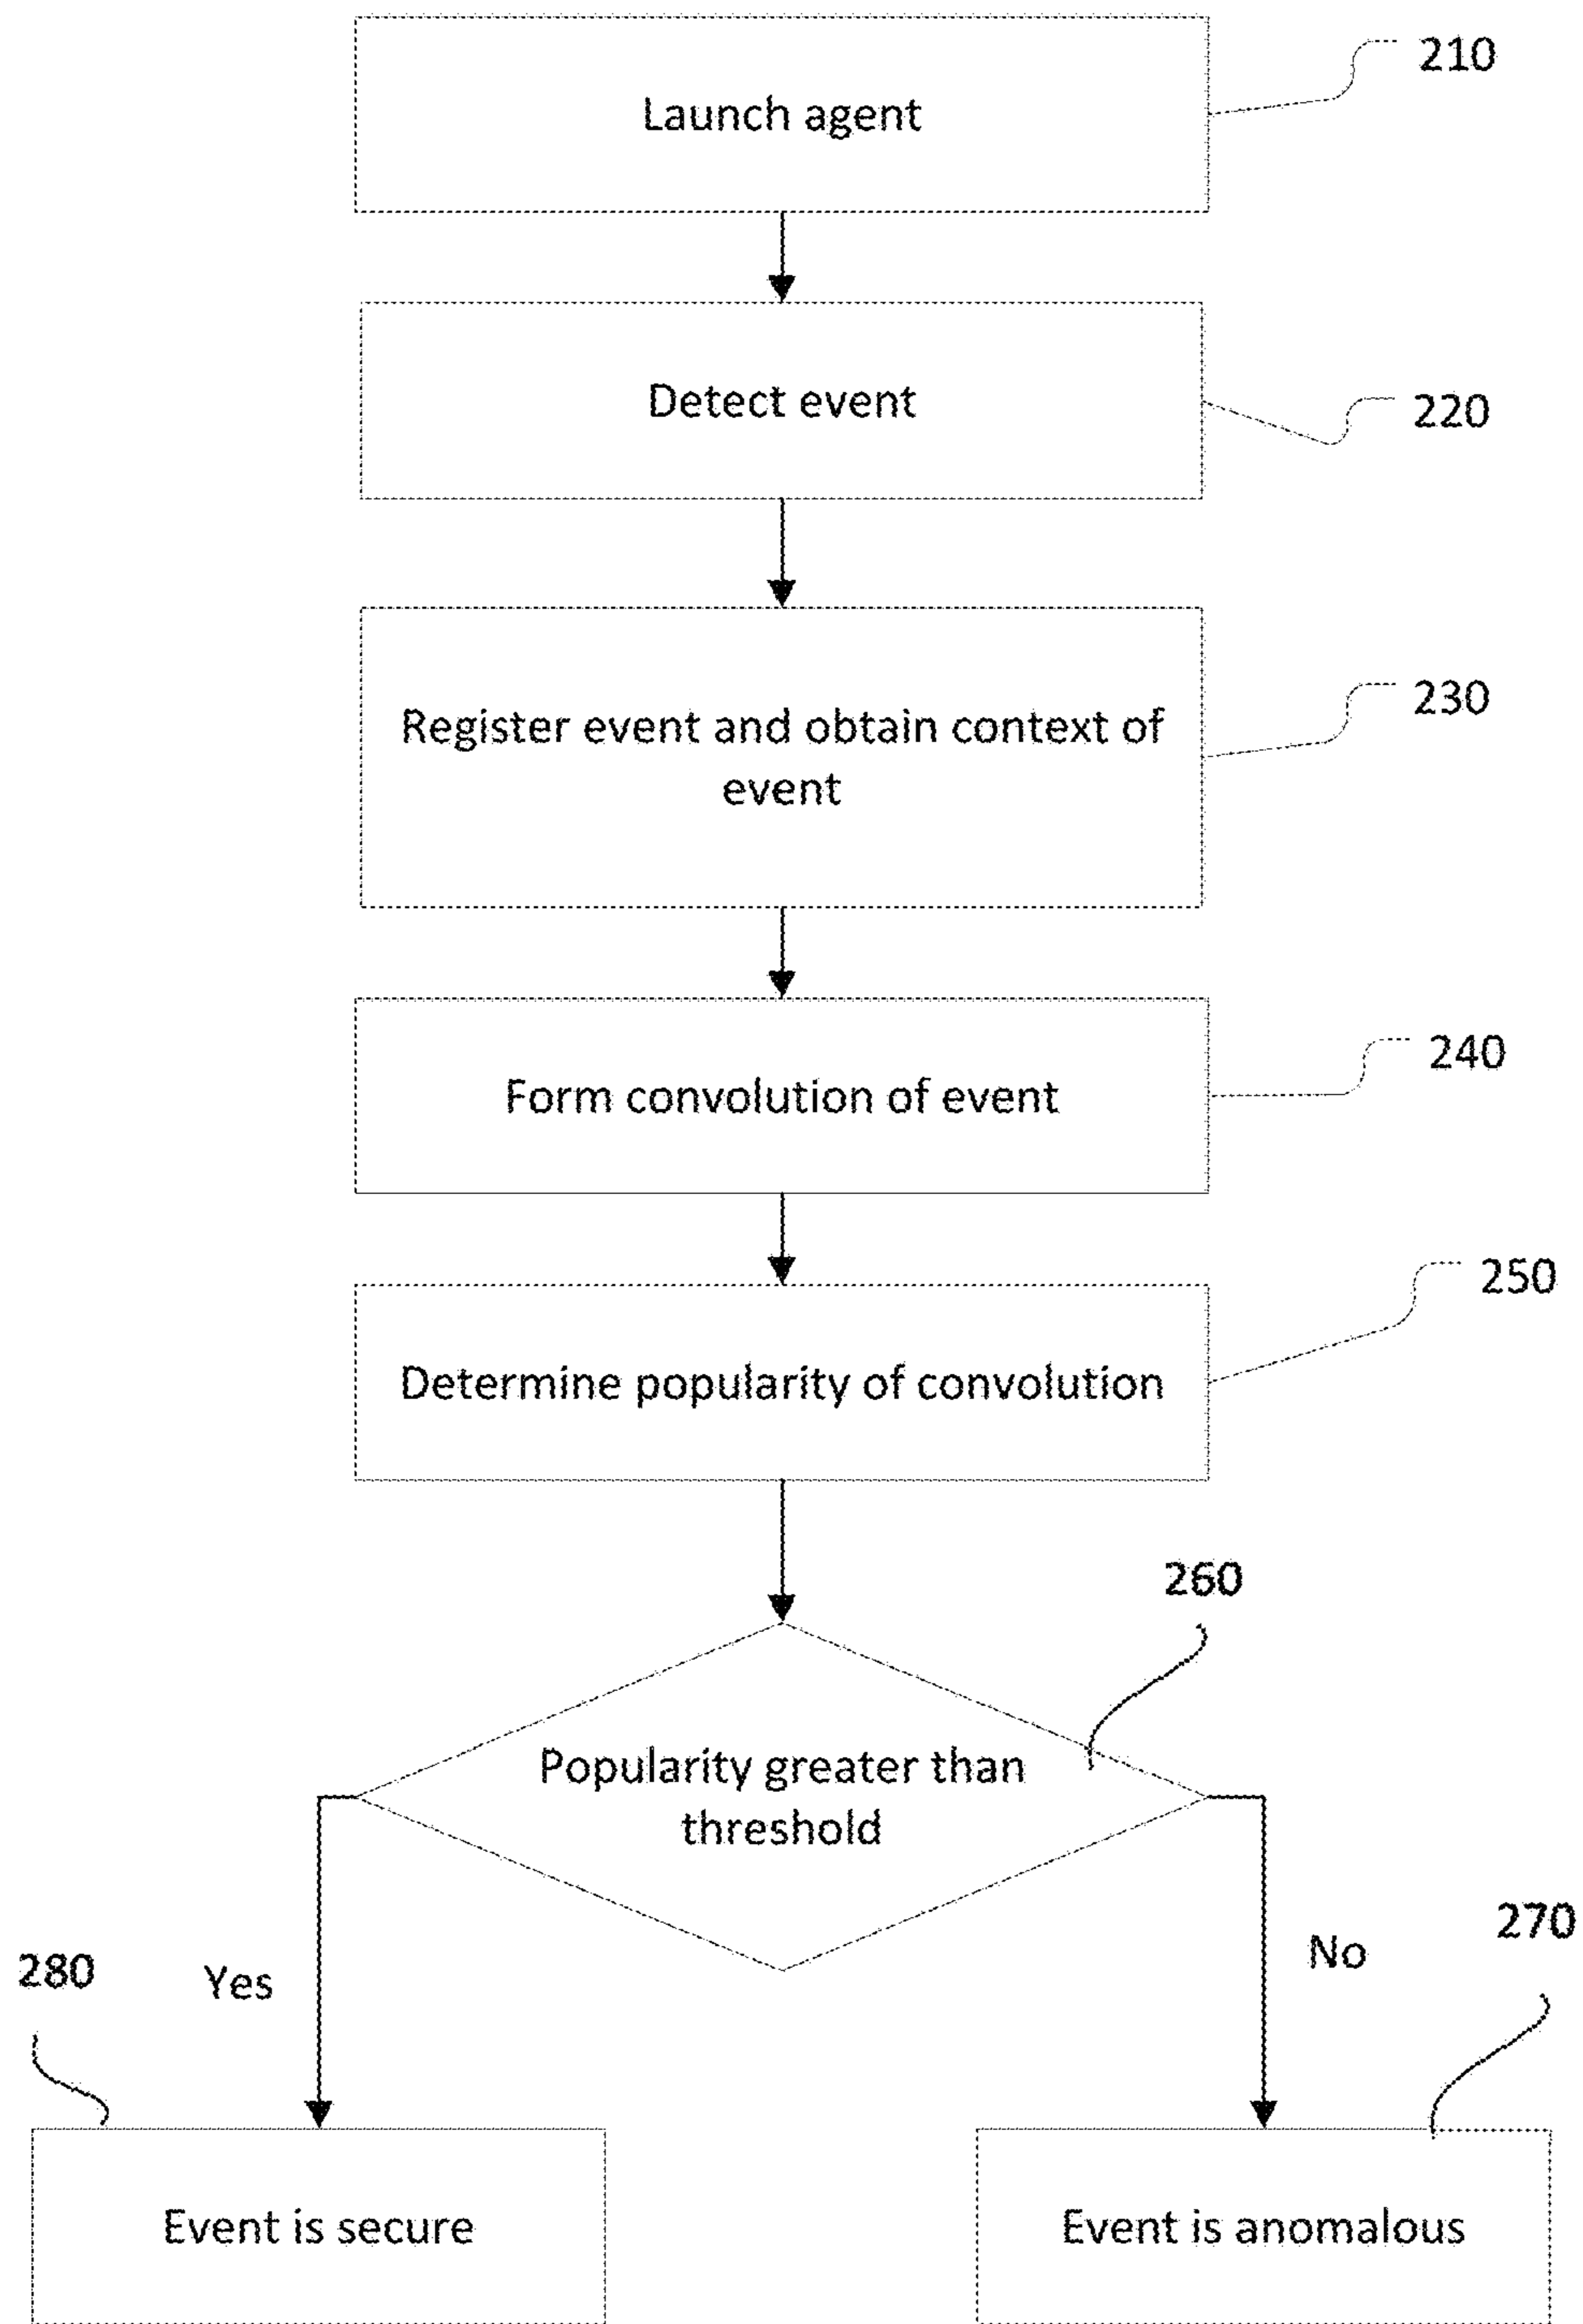 Launch agent
210
Detect event
220
Register event and obtain context of
event
230
Form convolution of event
240
Determine popularity of convolution
250
260
Popularity greater than
threshold
Yes
No
280
270
Event is secure
Event is anomalous